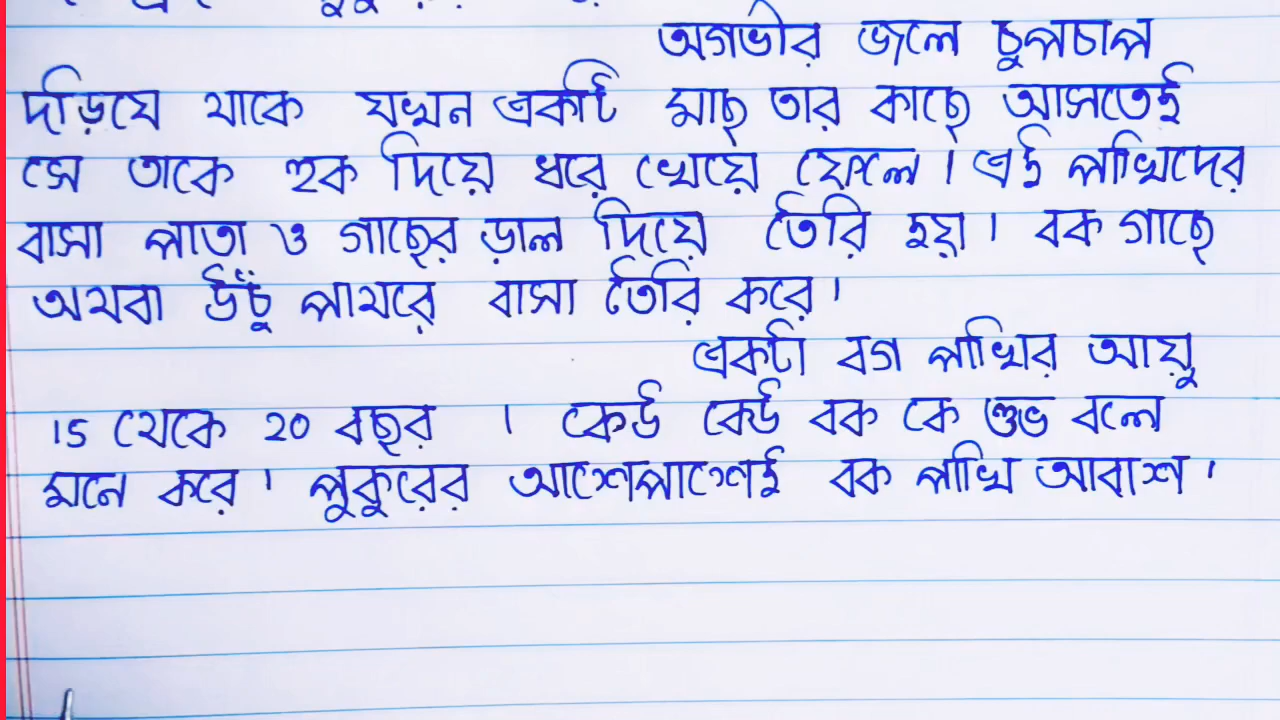 অগভীর জলে চুপচাপ
দাঁড়িয়ে থাকে যখন একটি মাছ তার কাছে আসতেই
সে তাকে হুক দিয়ে ধরে খেয়ে ফেলে। এই পাখিদের
বাসা পাতা ও গাছের ডাল দিয়ে তৈরি হয়। বক গাছে
অথবা উঁচু পাথরে বাসা তৈরি করে।
একটা বগ পাখির আয়ু
15 থেকে 20 বছর । কেউ কেউ বক কে শুভ বলে
মনে করে। পুকুরের আশেপাশেই বক পাখি আবাশ।